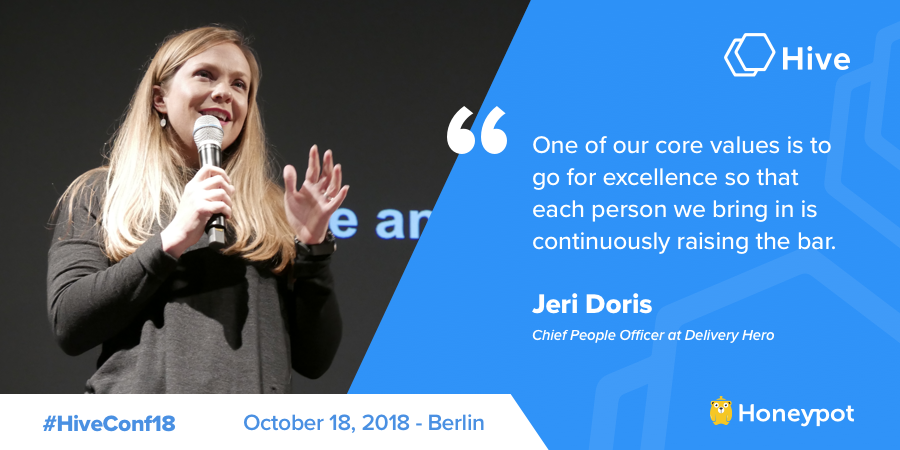 Hive
“
One of our core values is to
go for excellence so that
each person we bring in is
continuously raising the bar.
Jeri Doris
Chief People Officer at Delivery Hero
e an
#HiveConf18
October 18, 2018 - Berlin
Honeypot